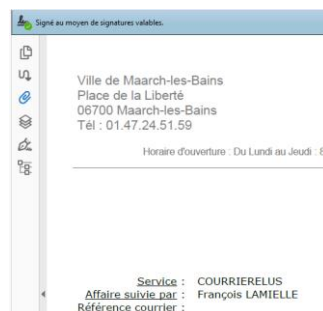 Signé au moyen de signatures valables.
Ville de Maarch-les-Bains
Place de la Liberté
06700 Maarch-les-Bains
Tél : 01.47.24.51.59
Horaire d'ouverture : Du Lundi au Jeudi : 8
Service : COURRIERELUS
Affaire suivie par : François LAMIELLE
Référence courrier :